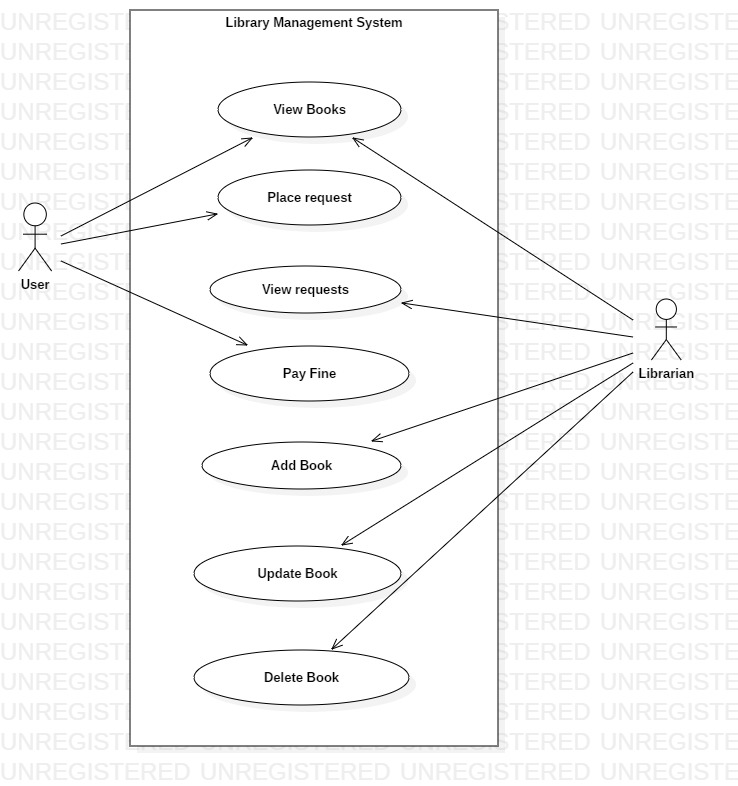 Library Management System
View Books
Place request
User
View requests
Librarian
Pay Fine
Add Book
Update Book
Delete Book
UNREGISTERED UNREGISTERED UNREGISTERED UNREGISTE